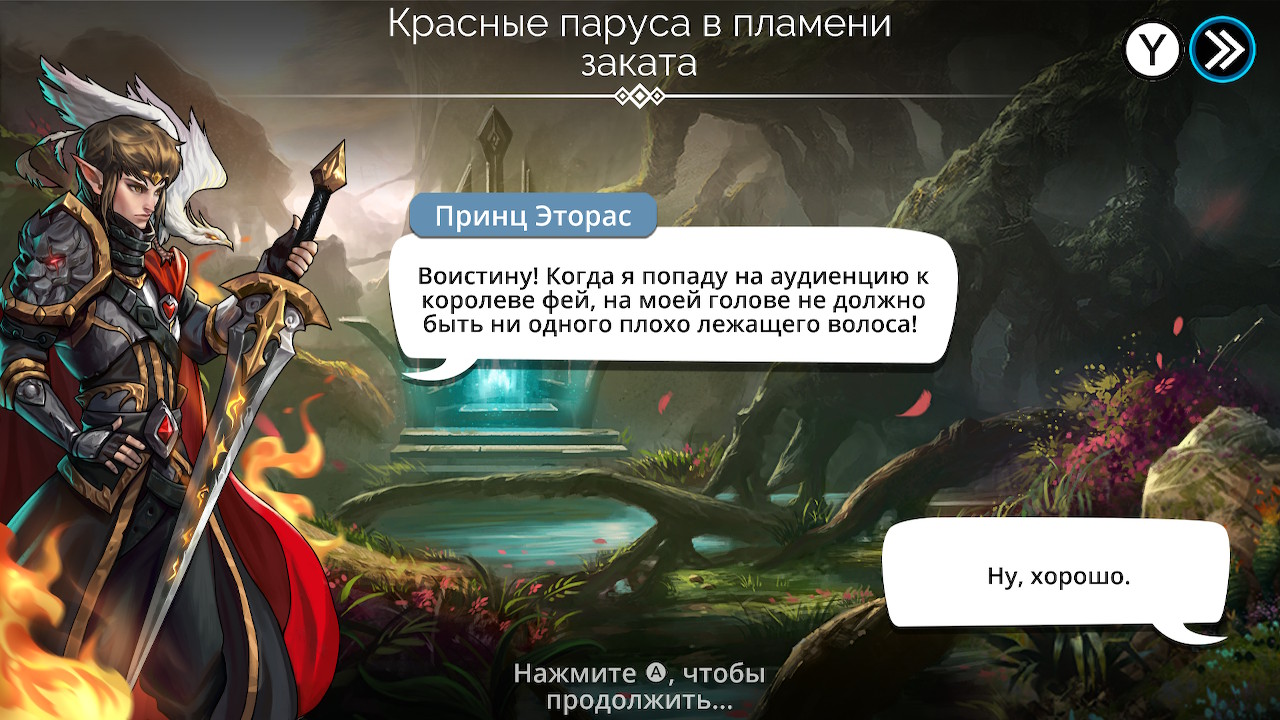 Красные паруса в пламени
заката
Y
Принц Эторас
Воистину! Когда я попаду на аудиенцию к
королеве фей, на моей голове не должно
быть ни одного плохо лежащего волоса!
Ну, хорошо.
Нажмите A, чтобы
продолжить...